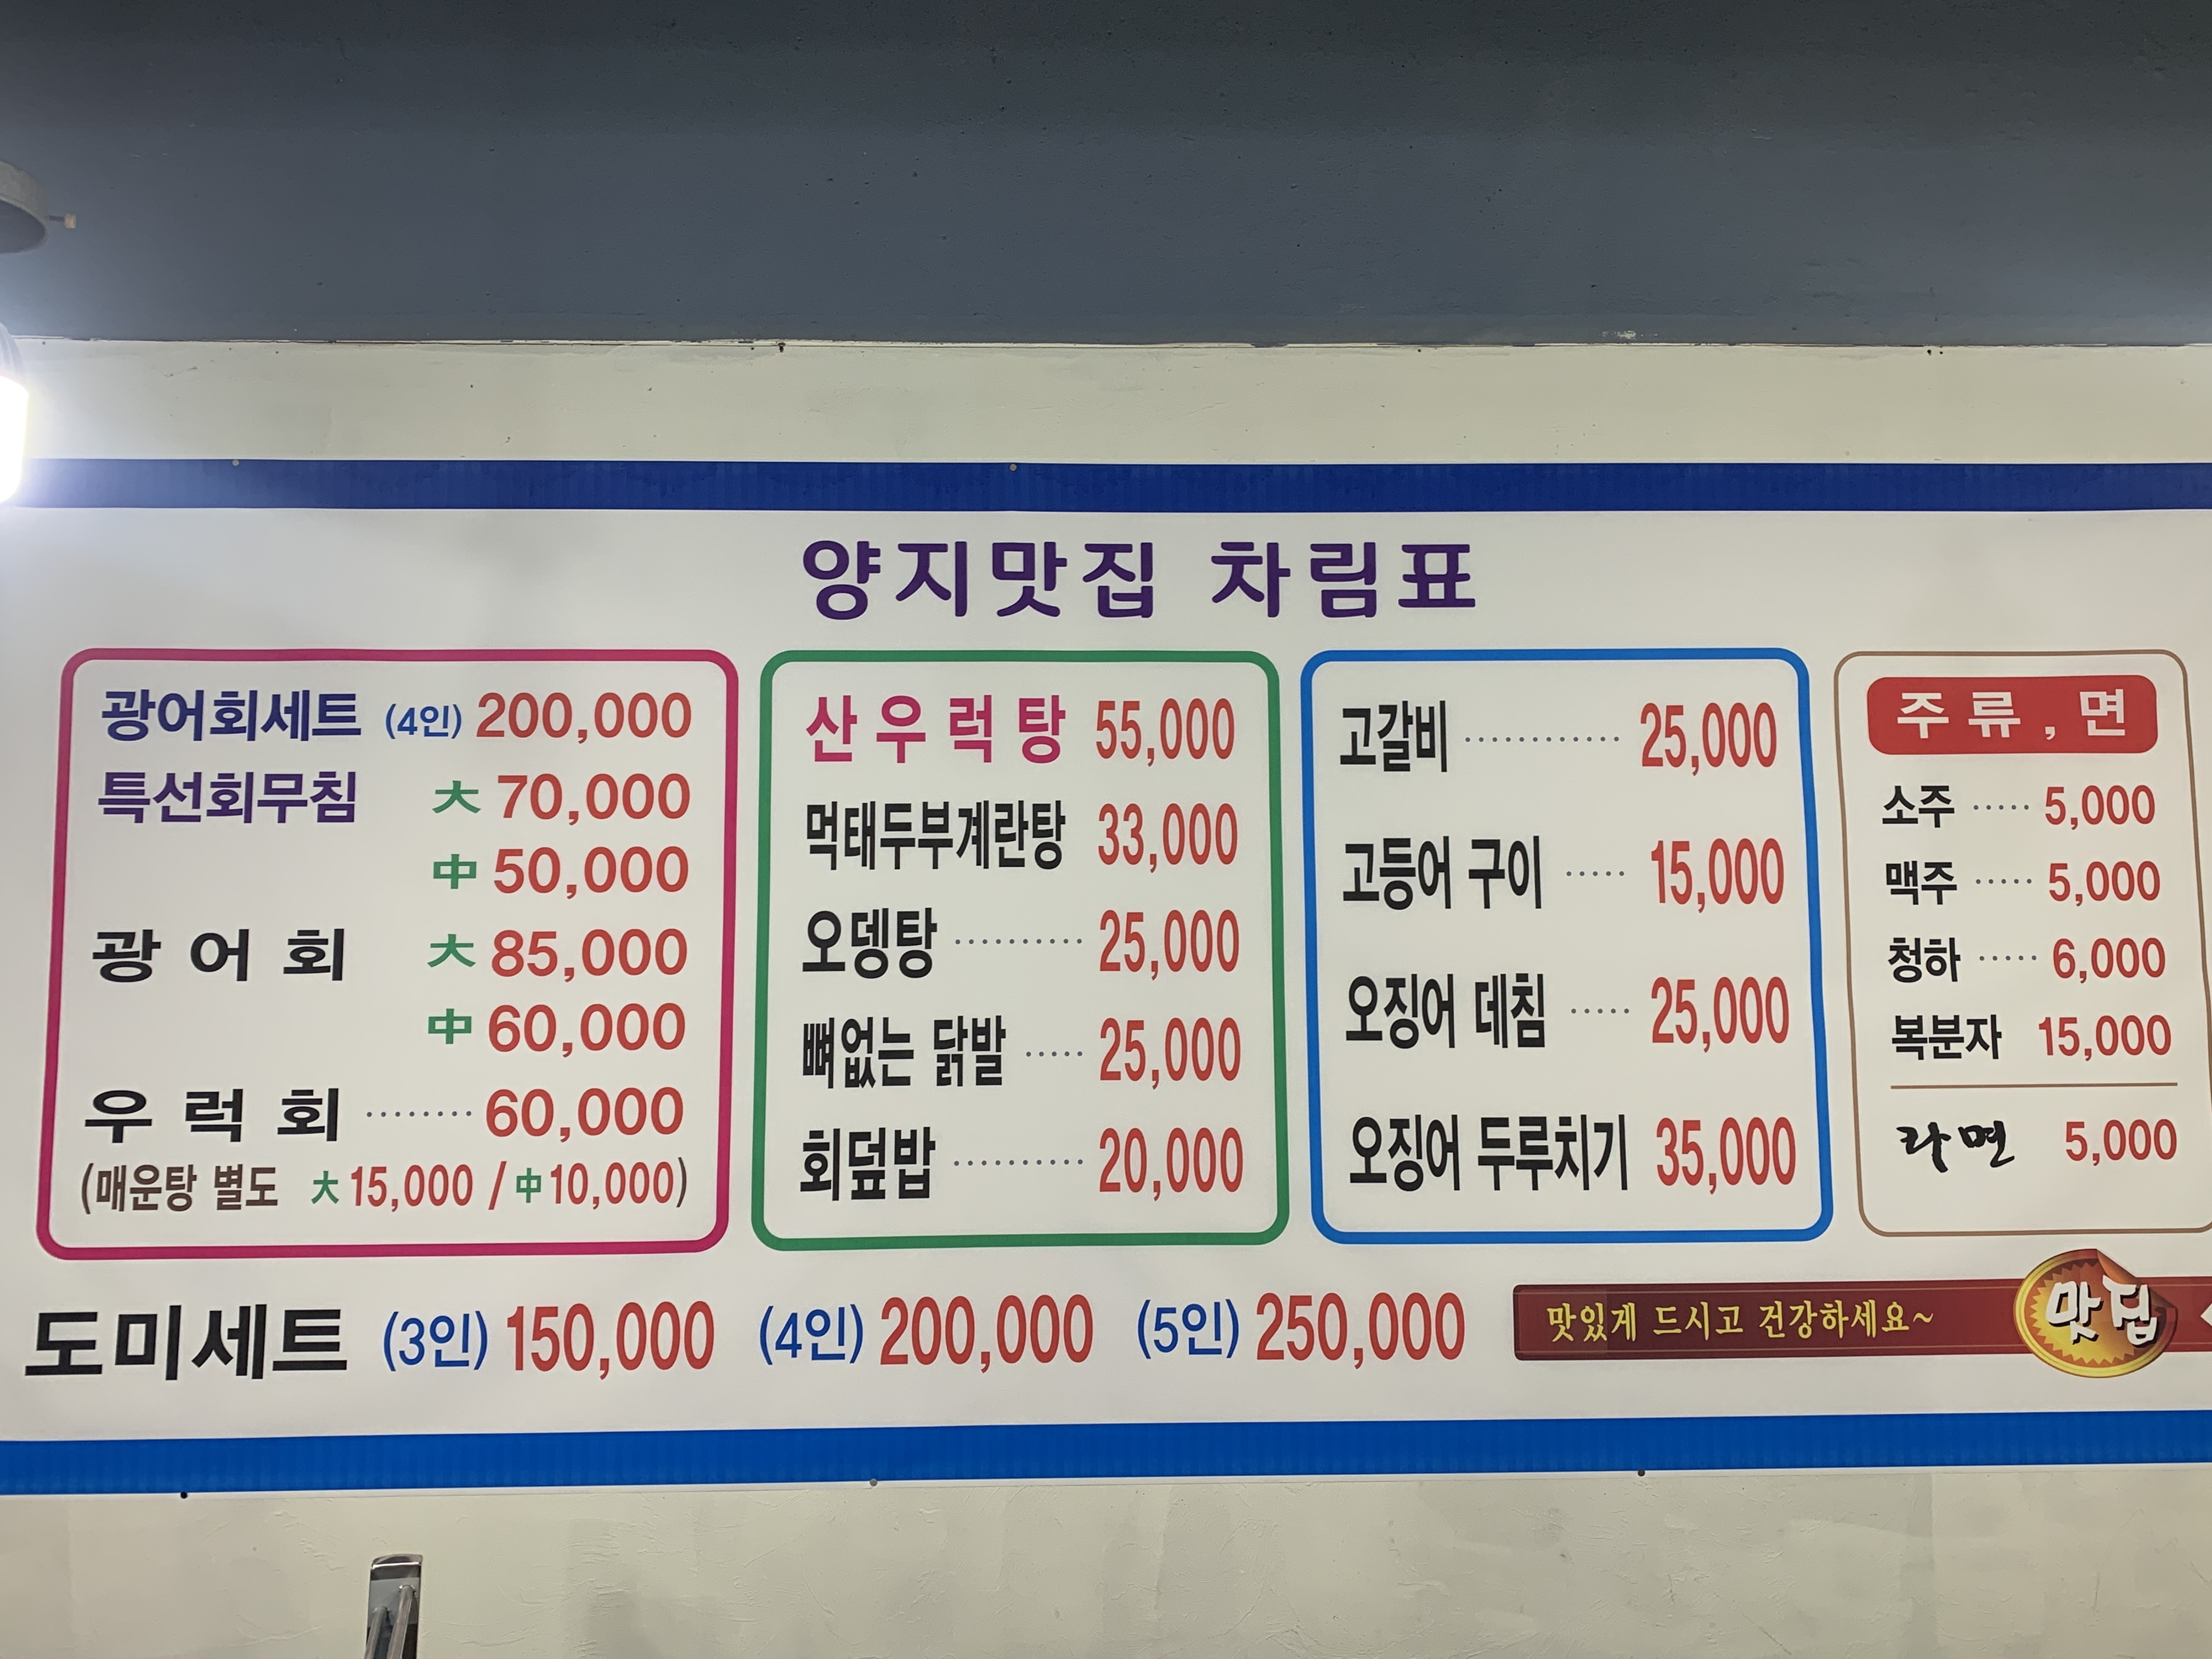 양지맛집 차림표
광어회세트 (4인) 200,000
특선회무침 大 70,000
中 50,000
광어회 大 85,000
中 60,000
우럭회 ········ 60,000
(매운탕 별도 大 15,000 / 中 10,000)
산우럭탕 55,000
먹태두부계란탕 33,000
오뎅탕 ·········· 25,000
뼈없는 닭발 ····· 25,000
회덮밥 ·········· 20,000
고갈비 ············ 25,000
고등어 구이 ····· 15,000
오징어 데침 ····· 25,000
오징어 두루치기 35,000
주류, 면
소주 ····· 5,000
맥주 ····· 5,000
청하 ····· 6,000
복분자 15,000
라면 5,000
도미세트 (3인) 150,000 (4인) 200,000 (5인) 250,000
맛있게 드시고 건강하세요~
맛집